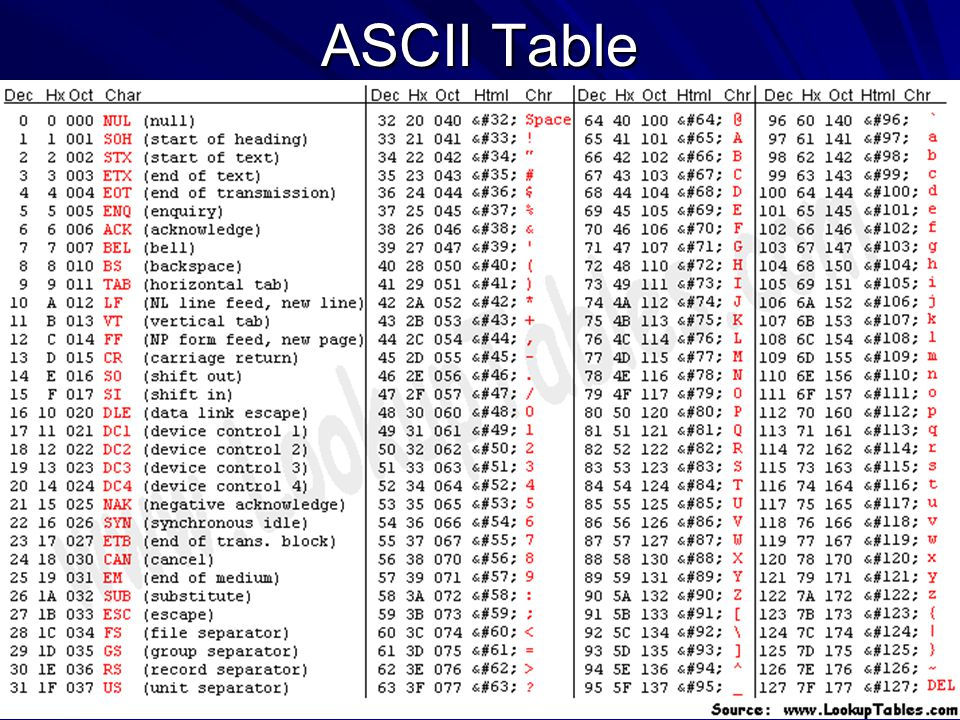 ASCII Table
Dec Hx Oct Char Dec Hx Oct Html Chr Dec Hx Oct Html Chr Dec Hx Oct Html Chr
0 0 000 NUL (null) 32 20 040 &#32; Space 64 40 100 &#64; @ 96 60 140 &#96; `
1 1 001 SOH (start of heading) 33 21 041 &#33; ! 65 41 101 &#65; A 97 61 141 &#97; a
2 2 002 STX (start of text) 34 22 042 &#34; " 66 42 102 &#66; B 98 62 142 &#98; b
3 3 003 ETX (end of text) 35 23 043 &#35; # 67 43 103 &#67; C 99 63 143 &#99; c
4 4 004 EOT (end of transmission) 36 24 044 &#36; $ 68 44 104 &#68; D 100 64 144 &#100; d
5 5 005 ENQ (enquiry) 37 25 045 &#37; % 69 45 105 &#69; E 101 65 145 &#101; e
6 6 006 ACK (acknowledge) 38 26 046 &#38; & 70 46 106 &#70; F 102 66 146 &#102; f
7 7 007 BEL (bell) 39 27 047 &#39; ' 71 47 107 &#71; G 103 67 147 &#103; g
8 8 010 BS (backspace) 40 28 050 &#40; ( 72 48 110 &#72; H 104 68 150 &#104; h
9 9 011 TAB (horizontal tab) 41 29 051 &#41; ) 73 49 111 &#73; I 105 69 151 &#105; i
10 A 012 LF (NL line feed, new line) 42 2A 052 &#42; * 74 4A 112 &#74; J 106 6A 152 &#106; j
11 B 013 VT (vertical tab) 43 2B 053 &#43; + 75 4B 113 &#75; K 107 6B 153 &#107; k
12 C 014 FF (NP form feed, new page) 44 2C 054 &#44; , 76 4C 114 &#76; L 108 6C 154 &#108; l
13 D 015 CR (carriage return) 45 2D 055 &#45; - 77 4D 115 &#77; M 109 6D 155 &#109; m
14 E 016 SO (shift out) 46 2E 056 &#46; . 78 4E 116 &#78; N 110 6E 156 &#110; n
15 F 017 SI (shift in) 47 2F 057 &#47; / 79 4F 117 &#79; O 111 6F 157 &#111; o
16 10 020 DLE (data link escape) 48 30 060 &#48; 0 80 50 120 &#80; P 112 70 160 &#112; p
17 11 021 DC1 (device control 1) 49 31 061 &#49; 1 81 51 121 &#81; Q 113 71 161 &#113; q
18 12 022 DC2 (device control 2) 50 32 062 &#50; 2 82 52 122 &#82; R 114 72 162 &#114; r
19 13 023 DC3 (device control 3) 51 33 063 &#51; 3 83 53 123 &#83; S 115 73 163 &#115; s
20 14 024 DC4 (device control 4) 52 34 064 &#52; 4 84 54 124 &#84; T 116 74 164 &#116; t
21 15 025 NAK (negative acknowledge) 53 35 065 &#53; 5 85 55 125 &#85; U 117 75 165 &#117; u
22 16 026 SYN (synchronous idle) 54 36 066 &#54; 6 86 56 126 &#86; V 118 76 166 &#118; v
23 17 027 ETB (end of trans. block) 55 37 067 &#55; 7 87 57 127 &#87; W 119 77 167 &#119; w
24 18 030 CAN (cancel) 56 38 070 &#56; 8 88 58 130 &#88; X 120 78 170 &#120; x
25 19 031 EM (end of medium) 57 39 071 &#57; 9 89 59 131 &#89; Y 121 79 171 &#121; y
26 1A 032 SUB (substitute) 58 3A 072 &#58; : 90 5A 132 &#90; Z 122 7A 172 &#122; z
27 1B 033 ESC (escape) 59 3B 073 &#59; ; 91 5B 133 &#91; [ 123 7B 173 &#123; {
28 1C 034 FS (file separator) 60 3C 074 &#60; < 92 5C 134 &#92; \ 124 7C 174 &#124; |
29 1D 035 GS (group separator) 61 3D 075 &#61; = 93 5D 135 &#93; ] 125 7D 175 &#125; }
30 1E 036 RS (record separator) 62 3E 076 &#62; > 94 5E 136 &#94; ^ 126 7E 176 &#126; ~
31 1F 037 US (unit separator) 63 3F 077 &#63; ? 95 5F 137 &#95; _ 127 7F 177 &#127; DEL
Source: www.LookupTables.com
www.LookupTables.com